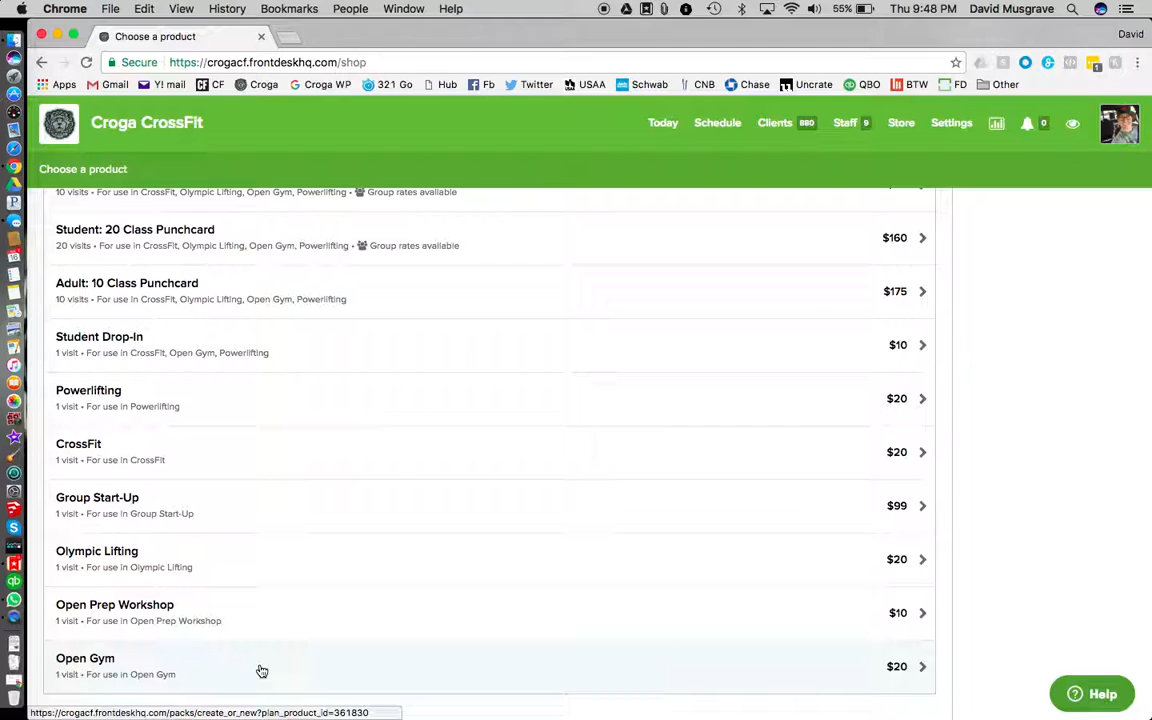 Chrome File Edit View History Bookmarks People Window Help 55% Thu 9:48 PM David Musgrave
Choose a product David
Secure https://crogacf.frontdeskhq.com/shop
Apps Gmail Y! mail CF Croga Croga WP 321 Go Hub Fb Twitter USAA Schwab CNB Chase Uncrate QBO BTW FD Other
Croga CrossFit Today Schedule Clients 880 Staff 9 Store Settings 0
Choose a product
10 visits • For use in CrossFit, Olympic Lifting, Open Gym, Powerlifting • Group rates available
Student: 20 Class Punchcard
20 visits • For use in CrossFit, Olympic Lifting, Open Gym, Powerlifting • Group rates available
$160
Adult: 10 Class Punchcard
10 visits • For use in CrossFit, Olympic Lifting, Open Gym, Powerlifting
$175
Student Drop-In
1 visit • For use in CrossFit, Open Gym, Powerlifting
$10
Powerlifting
1 visit • For use in Powerlifting
$20
CrossFit
1 visit • For use in CrossFit
$20
Group Start-Up
1 visit • For use in Group Start-Up
$99
Olympic Lifting
1 visit • For use in Olympic Lifting
$20
Open Prep Workshop
1 visit • For use in Open Prep Workshop
$10
Open Gym
1 visit • For use in Open Gym
$20
Help
https://crogacf.frontdeskhq.com/packs/create_or_new?plan_product_id=361830